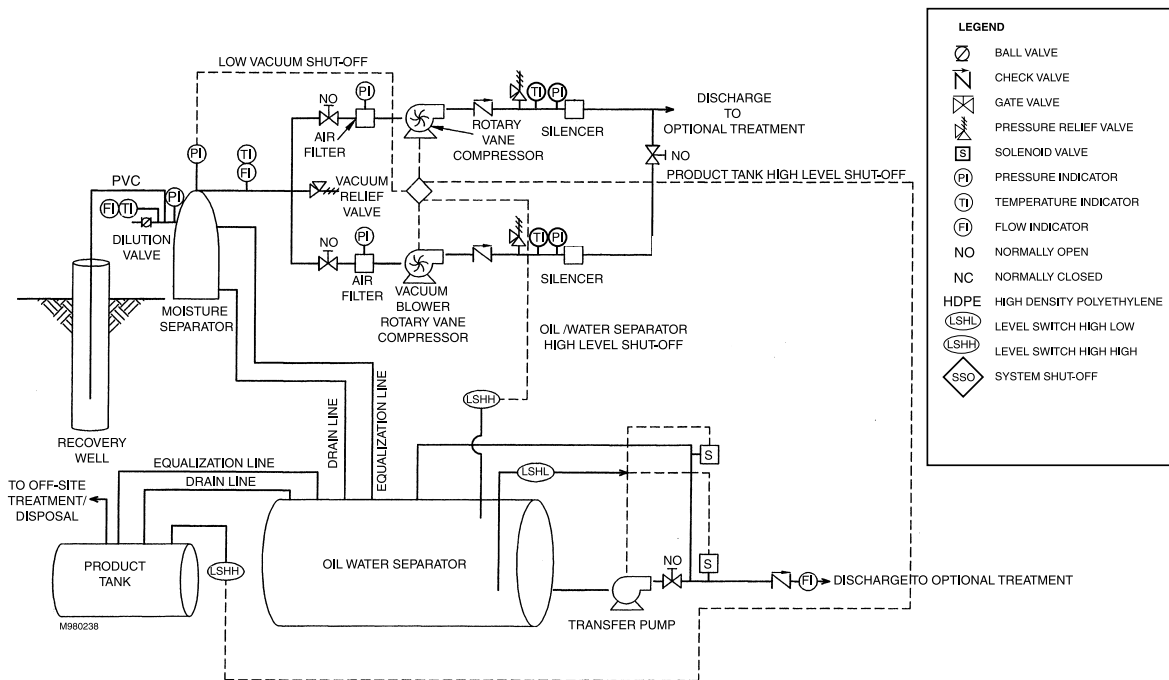 LOW VACUUM SHUT-OFF
NO
PI
AIR
FILTER
ROTARY
VANE
COMPRESSOR
TI
PI
SILENCER
DISCHARGE
TO
OPTIONAL TREATMENT
NO
PI
TI
FI
PVC
FI
TI
PI
DILUTION
VALVE
VACUUM
RELIEF
VALVE
PRODUCT TANK HIGH LEVEL SHUT-OFF
NO
PI
AIR
FILTER
VACUUM
BLOWER
ROTARY VANE
COMPRESSOR
TI
PI
SILENCER
MOISTURE
SEPARATOR
OIL /WATER SEPARATOR
HIGH LEVEL SHUT-OFF
RECOVERY
WELL
DRAIN LINE
EQUALIZATION LINE
LSHH
LSHL
S
EQUALIZATION LINE
DRAIN LINE
TO OFF-SITE
TREATMENT/
DISPOSAL
PRODUCT
TANK
LSHH
M980238
OIL WATER SEPARATOR
TRANSFER PUMP
NO
S
FI
DISCHARGE TO OPTIONAL TREATMENT
LEGEND
BALL VALVE
CHECK VALVE
GATE VALVE
PRESSURE RELIEF VALVE
S SOLENOID VALVE
PI PRESSURE INDICATOR
TI TEMPERATURE INDICATOR
FI FLOW INDICATOR
NO NORMALLY OPEN
NC NORMALLY CLOSED
HDPE HIGH DENSITY POLYETHYLENE
LSHL LEVEL SWITCH HIGH LOW
LSHH LEVEL SWITCH HIGH HIGH
SSO SYSTEM SHUT-OFF